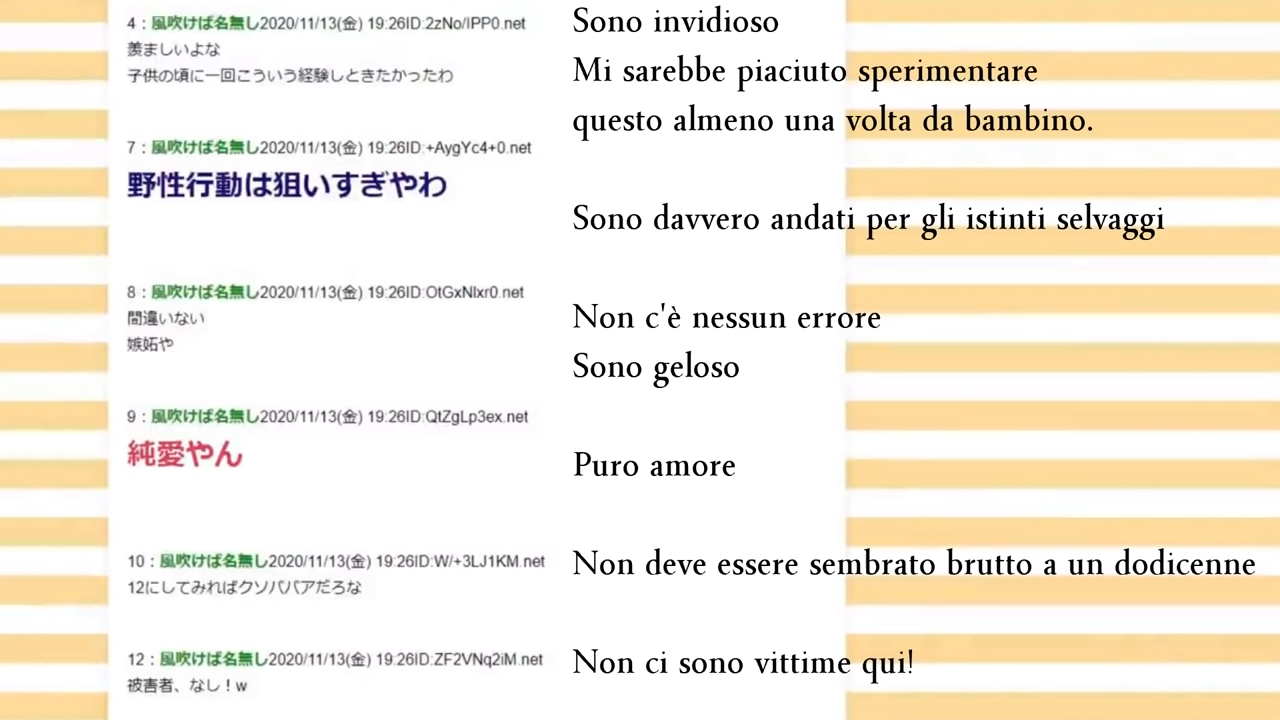 4：風吹けば名無し2020/11/13(金) 19:26ID:2zNo/IPP0.net
羨ましいよな
子供の頃に一回こういう経験しときたかったわ
7：風吹けば名無し2020/11/13(金) 19:26ID:+AygYc4+0.net
野性行動は狙いすぎやわ
8：風吹けば名無し2020/11/13(金) 19:26ID:OtGxNlxr0.net
間違いない
嫉妬や
9：風吹けば名無し2020/11/13(金) 19:26ID:QtZgLp3ex.net
純愛やん
10：風吹けば名無し2020/11/13(金) 19:26ID:W/+3LJ1KM.net
12にしてみればクソババアだろな
12：風吹けば名無し2020/11/13(金) 19:26ID:ZF2VNq2iM.net
被害者、なし！w
Sono invidioso
Mi sarebbe piaciuto sperimentare
questo almeno una volta da bambino.
Sono davvero andati per gli istinti selvaggi
Non c'è nessun errore
Sono geloso
Puro amore
Non deve essere sembrato brutto a un dodicenne
Non ci sono vittime qui!